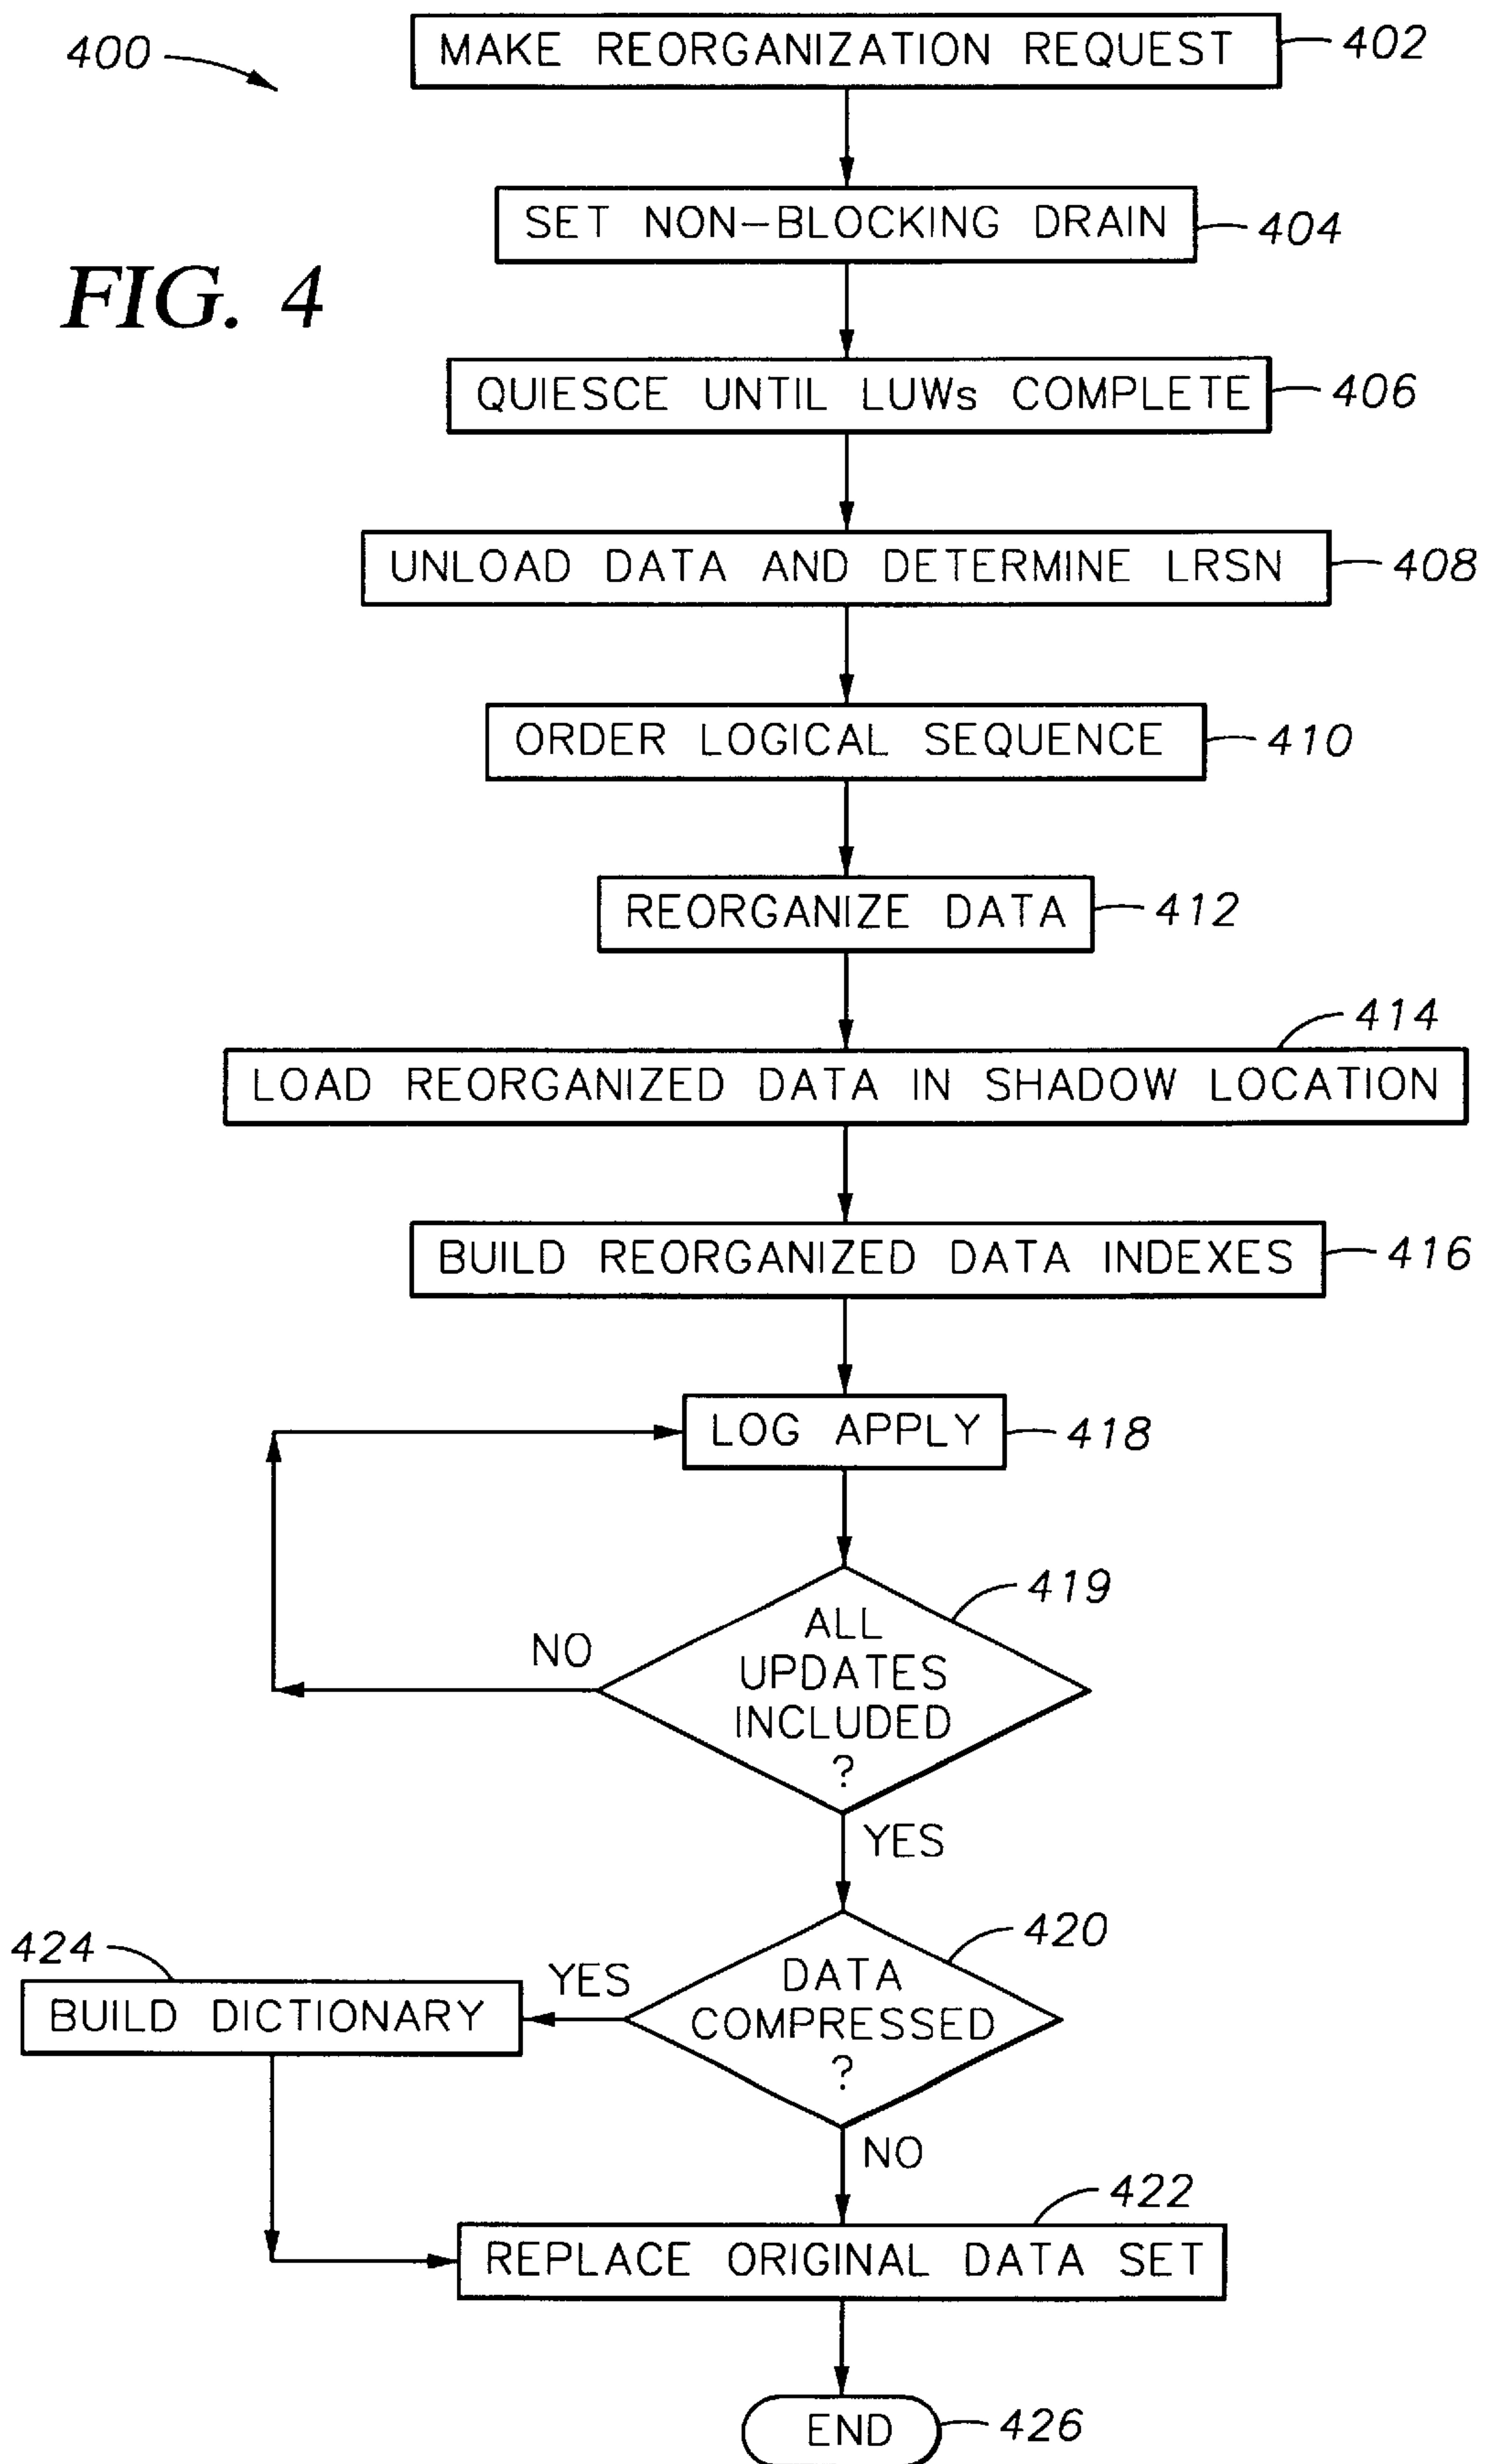 400
MAKE REORGANIZATION REQUEST 402
SET NON-BLOCKING DRAIN 404
FIG. 4
QUIESCE UNTIL LUWs COMPLETE 406
UNLOAD DATA AND DETERMINE LRSN 408
ORDER LOGICAL SEQUENCE 410
REORGANIZE DATA 412
414
LOAD REORGANIZED DATA IN SHADOW LOCATION
BUILD REORGANIZED DATA INDEXES 416
LOG APPLY 418
419
ALL
UPDATES
INCLUDED
?
NO
YES
420
DATA
COMPRESSED
?
YES
424
BUILD DICTIONARY
NO
422
REPLACE ORIGINAL DATA SET
END 426